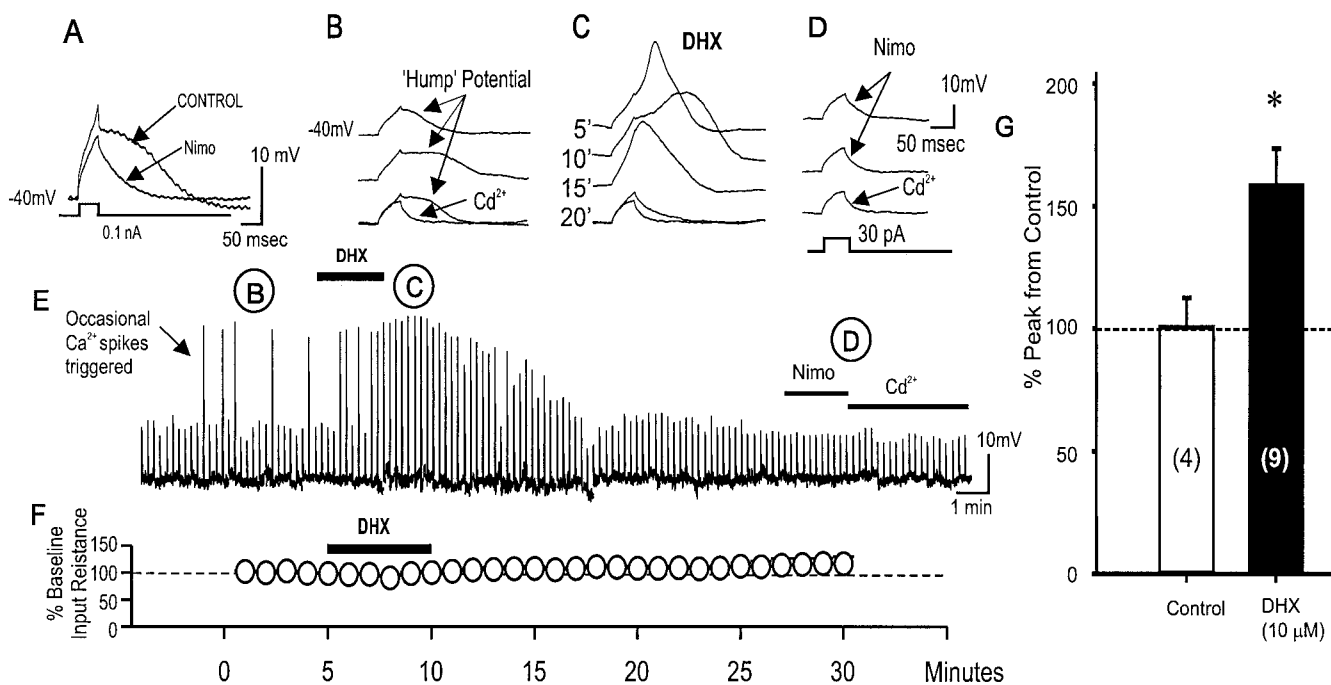 A
CONTROL
Nimo
-40mV
10 mV
0.1 nA
50 msec
B
'Hump' Potential
-40mV
Cd²⁺
C
DHX
5'
10'
15'
20'
D
Nimo
10mV
50 msec
Cd²⁺
30 pA
E
Occasional
Ca²⁺ spikes
triggered
B
DHX
C
D
Nimo
Cd²⁺
10mV
1 min
F
% Baseline
Input Reistance
150
100
50
0
DHX
0
5
10
15
20
25
30
Minutes
G
% Peak from Control
200
150
100
50
0
*
(4)
(9)
Control
DHX
(10 µM)